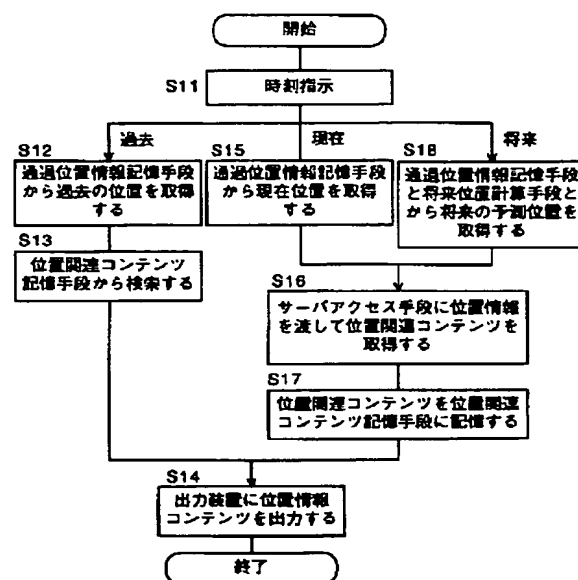 開始
S11
時刻指示
過去
現在
将来
S12
通過位置情報記憶手段
から過去の位置を取得
する
S15
通過位置情報記憶手段
から現在位置を取得
する
S18
通過位置情報記憶手段
と将来位置計算手段と
から将来の予測位置を
取得する
S13
位置関連コンテンツ
記憶手段から検索する
S16
サーバアクセス手段に位置情報
を渡して位置関連コンテンツを
取得する
S17
位置関連コンテンツを位置関連
コンテンツ記憶手段に記憶する
S14
出力装置に位置情報
コンテンツを出力する
終了